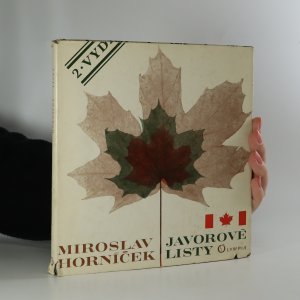 2. VYD.
MIROSLAV
HORNÍČEK
JAVOROVÉ
LISTY
OLYMPIA